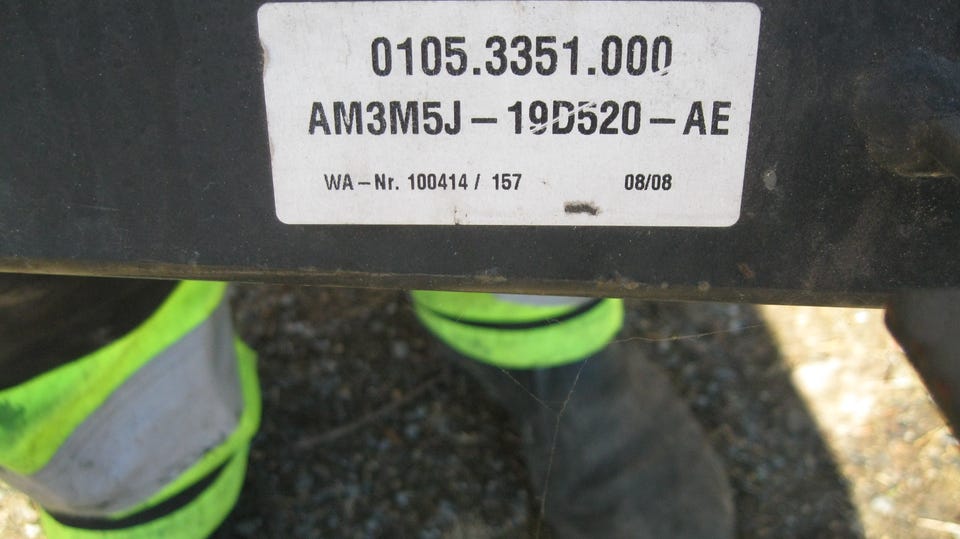 0105.3351.000
AM3M5J-19D520-AE
WA-Nr. 100414 / 157 08/08